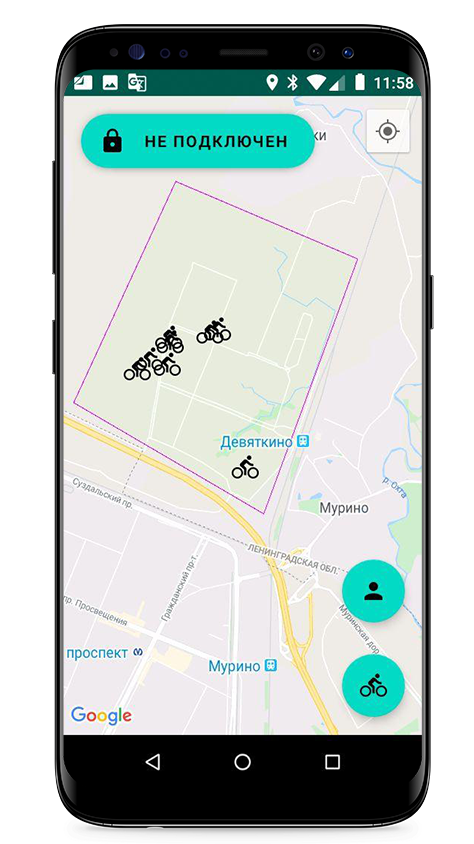 11:58
НЕ ПОДКЛЮЧЕН
ки
Девяткино
р. Охта
Мурино
Суздальский пр.
ЛЕНИНГРАДСКАЯ ОБЛ.
Гражданский пр-т.
пр. Просвещения
Муринская дор.
проспект
Мурино
Google